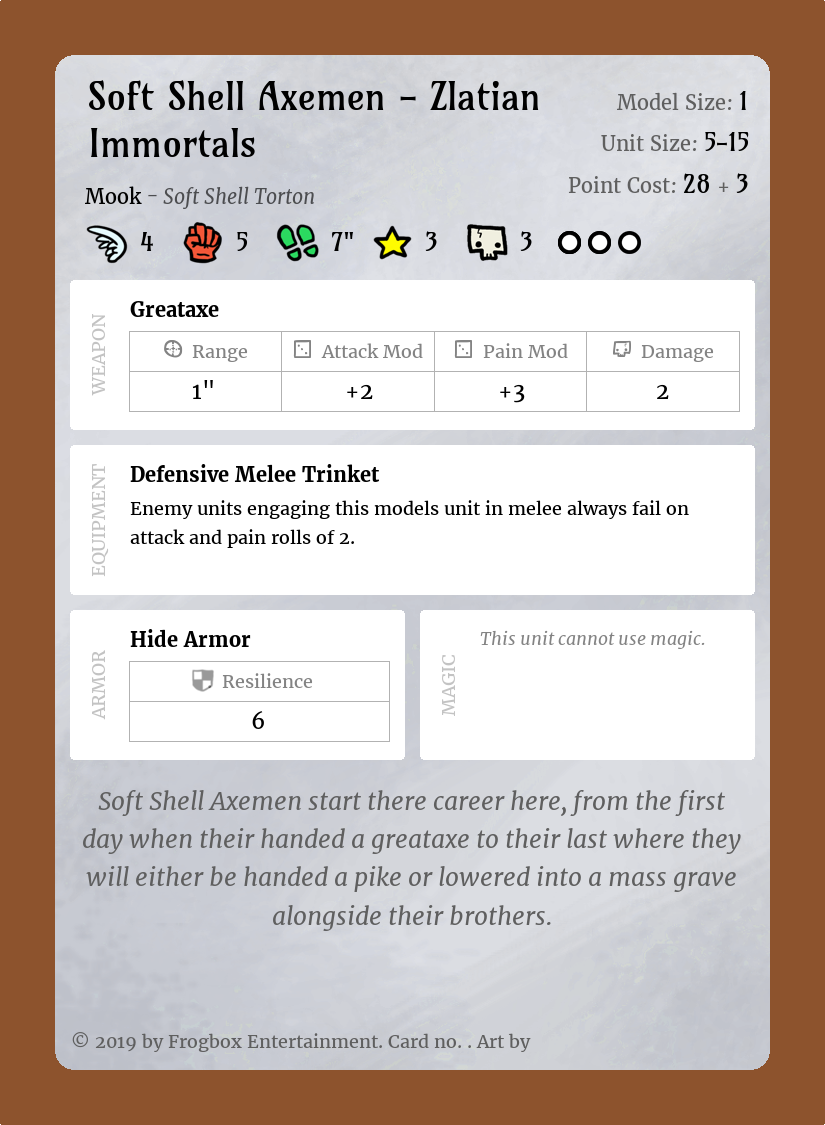 Soft Shell Axemen – Zlatian
Immortals
Model Size: 1
Unit Size: 5–15
Point Cost: 28 + 3
Mook – Soft Shell Torton
4 5 7" 3 3
WEAPON
Greataxe
Range Attack Mod Pain Mod Damage
1" +2 +3 2
EQUIPMENT
Defensive Melee Trinket
Enemy units engaging this models unit in melee always fail on
attack and pain rolls of 2.
ARMOR
Hide Armor
Resilience
6
MAGIC
This unit cannot use magic.
Soft Shell Axemen start there career here, from the first
day when their handed a greataxe to their last where they
will either be handed a pike or lowered into a mass grave
alongside their brothers.
© 2019 by Frogbox Entertainment. Card no. . Art by